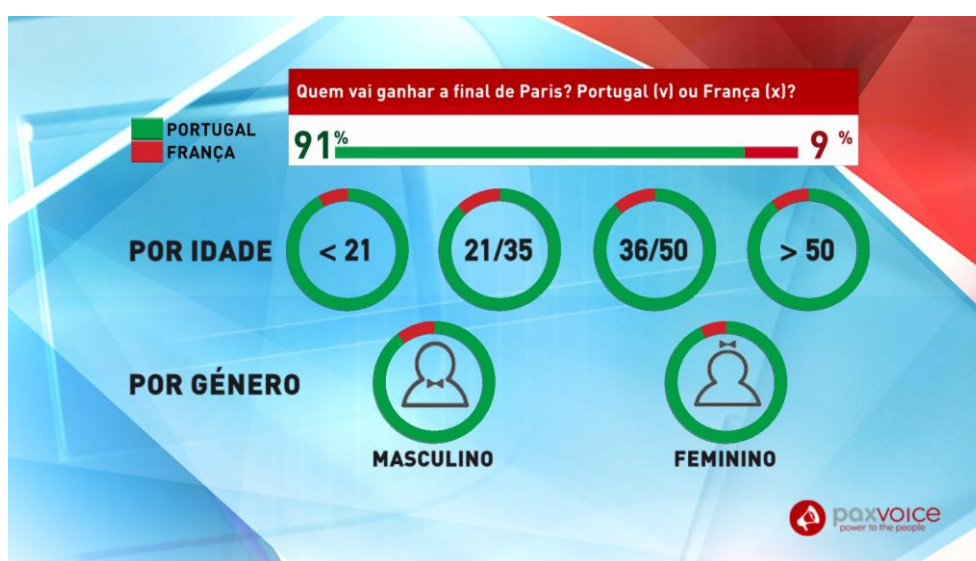 Quem vai ganhar a final de Paris? Portugal (v) ou França (x)?
PORTUGAL
FRANÇA
91%
9 %
POR IDADE
< 21
21/35
36/50
> 50
POR GÉNERO
MASCULINO
FEMININO
paxvoice
power to the people